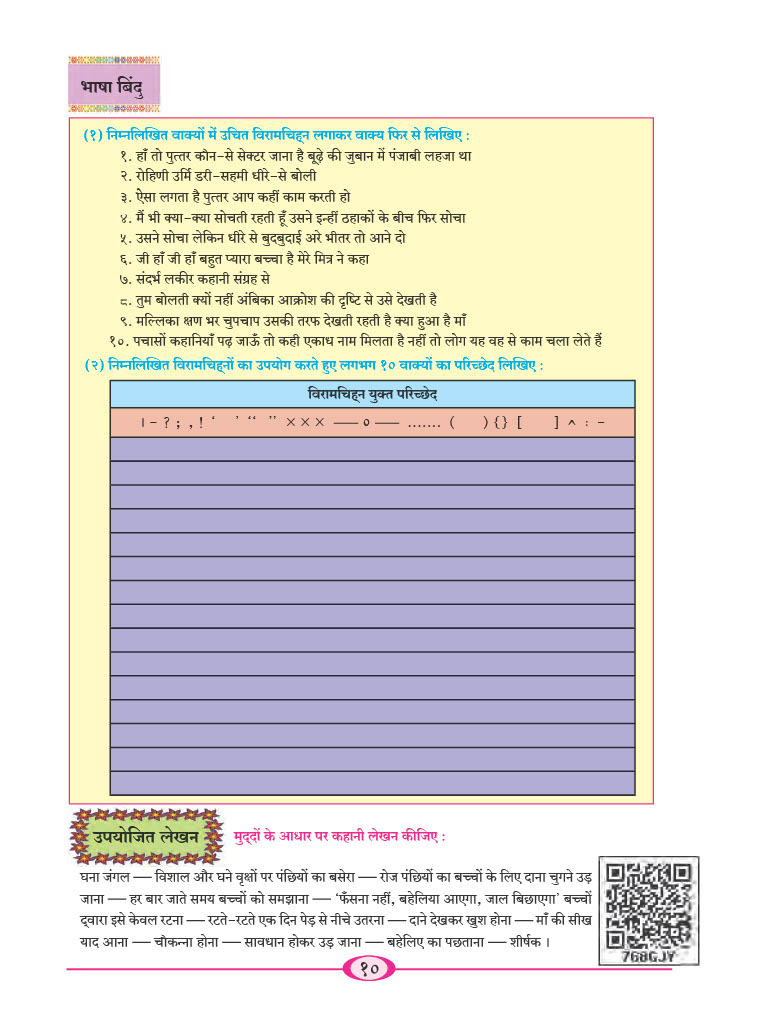 भाषा बिंदु
(१) निम्नलिखित वाक्यों में उचित विरामचिह्न लगाकर वाक्य फिर से लिखिए :
१. हाँ तो पुत्तर कौन-से सेक्टर जाना है बूढ़े की जुबान में पंजाबी लहजा था
२. रोहिणी उर्मि डरी-सहमी धीरे-से बोली
३. ऐसा लगता है पुत्तर आप कहीं काम करती हो
४. मैं भी क्या-क्या सोचती रहती हूँ उसने इन्हीं ठहाकों के बीच फिर सोचा
५. उसने सोचा लेकिन धीरे से बुदबुदाई अरे भीतर तो आने दो
६. जी हाँ जी हाँ बहुत प्यारा बच्चा है मेरे मित्र ने कहा
७. संदर्भ लकीर कहानी संग्रह से
८. तुम बोलती क्यों नहीं अंबिका आक्रोश की दृष्टि से उसे देखती है
९. मल्लिका क्षण भर चुपचाप उसकी तरफ देखती रहती है क्या हुआ है माँ
१०. पचासों कहानियाँ पढ़ जाऊँ तो कही एकाध नाम मिलता है नहीं तो लोग यह वह से काम चला लेते हैं
(२) निम्नलिखित विरामचिह्नों का उपयोग करते हुए लगभग १० वाक्यों का परिच्छेद लिखिए :
विरामचिह्न युक्त परिच्छेद
। - ? ; , ! ‘ ’ ‘‘ ’’ ××× —— ० —— ....... ( ) {} [ ] ^ : -
उपयोजित लेखन
मुद्दों के आधार पर कहानी लेखन कीजिए :
घना जंगल — विशाल और घने वृक्षों पर पंछियों का बसेरा — रोज पंछियों का बच्चों के लिए दाना चुगने उड़
जाना — हर बार जाते समय बच्चों को समझाना — ‘फँसना नहीं, बहेलिया आएगा, जाल बिछाएगा’ बच्चों
द्वारा इसे केवल रटना — रटते-रटते एक दिन पेड़ से नीचे उतरना — दाने देखकर खुश होना — माँ की सीख
याद आना — चौकन्ना होना — सावधान होकर उड़ जाना — बहेलिए का पछताना — शीर्षक ।
768GJY
१०